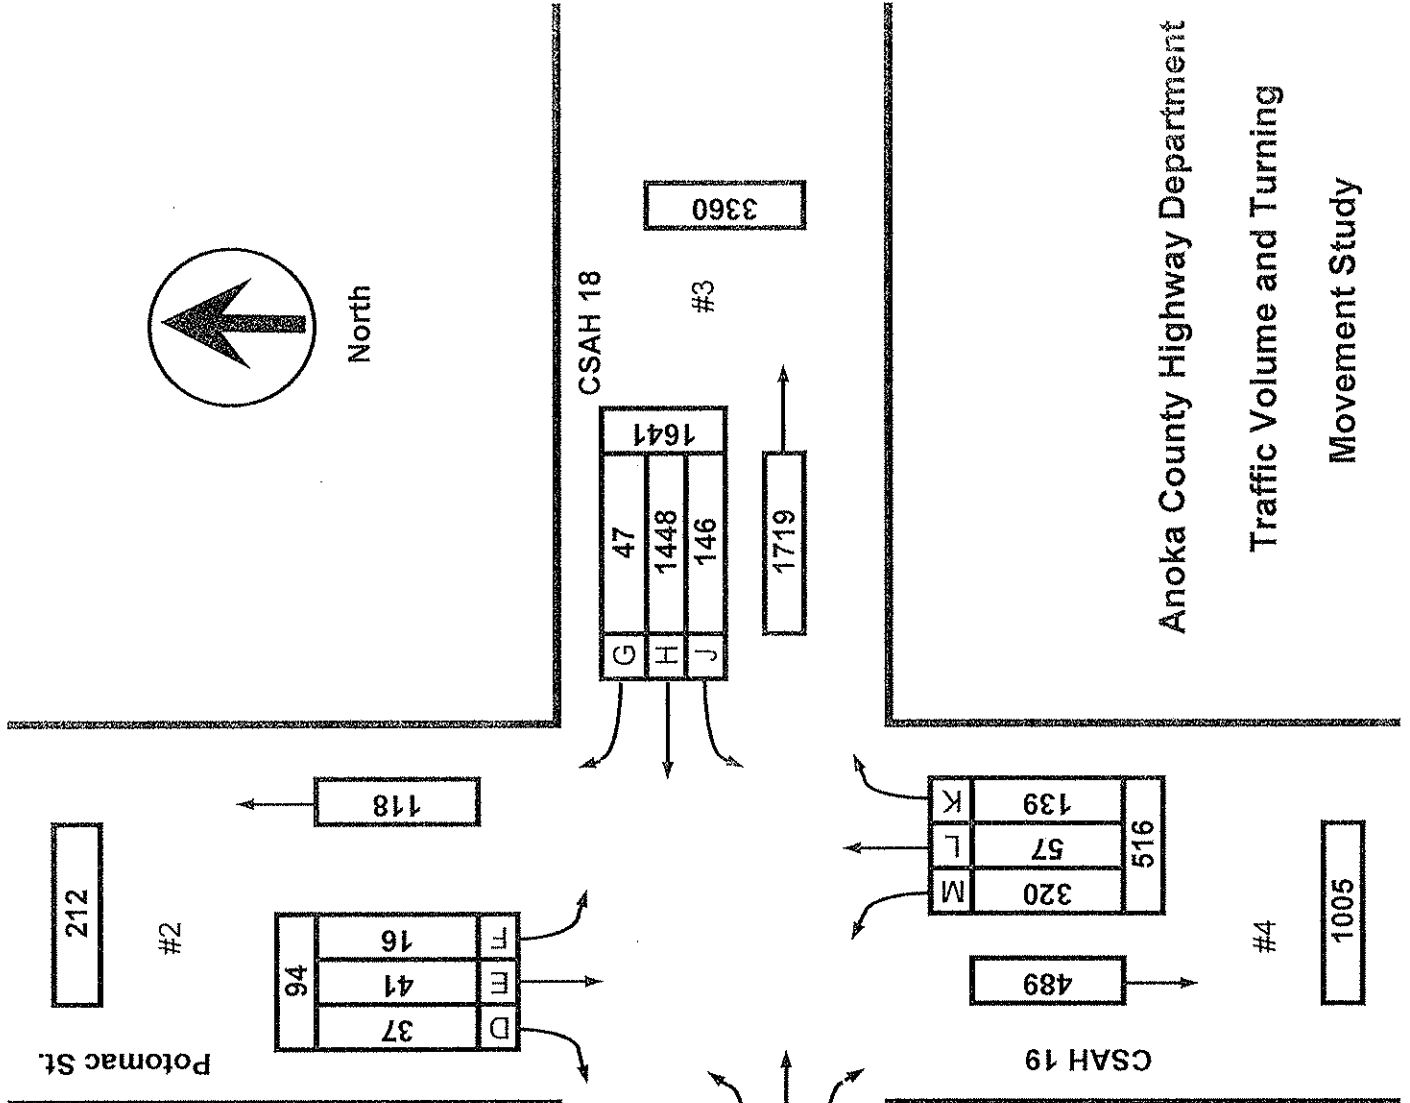 Potomac St.
212
#2
118
94
37
41
16
D
E
F
North
CSAH 18
#3
3360
G
47
H
1448
J
146
1641
1719
M
L
K
320
57
139
516
489
#4
1005
CSAH 19
Anoka County Highway Department
Traffic Volume and Turning
Movement Study